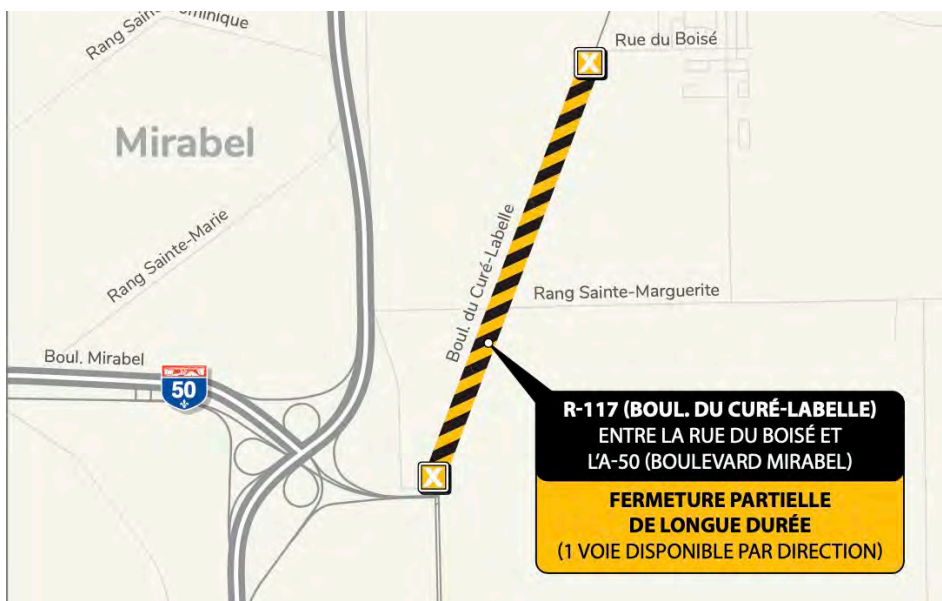 Rang Sainte-Dominique
Rue du Boisé
Mirabel
Rang Sainte-Marie
Boul. du Curé-Labelle
Rang Sainte-Marguerite
Boul. Mirabel
50
R-117 (BOUL. DU CURÉ-LABELLE)
ENTRE LA RUE DU BOISÉ ET
L'A-50 (BOULEVARD MIRABEL)
FERMETURE PARTIELLE
DE LONGUE DURÉE
(1 VOIE DISPONIBLE PAR DIRECTION)
X
X